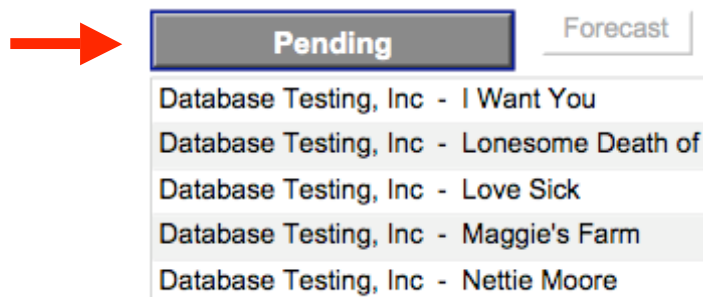 Pending Forecast
Database Testing, Inc - I Want You
Database Testing, Inc - Lonesome Death of
Database Testing, Inc - Love Sick
Database Testing, Inc - Maggie's Farm
Database Testing, Inc - Nettie Moore